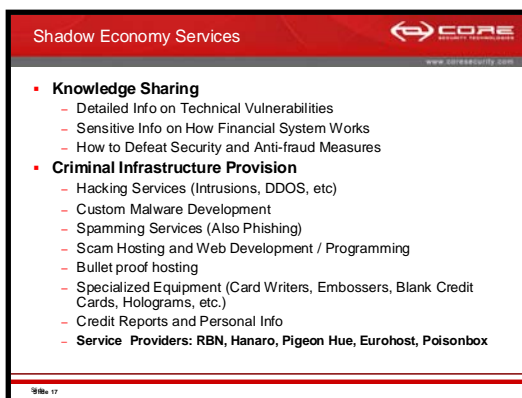 Shadow Economy Services
CORE
SECURITY TECHNOLOGIES
www.coresecurity.com
▪ Knowledge Sharing
– Detailed Info on Technical Vulnerabilities
– Sensitive Info on How Financial System Works
– How to Defeat Security and Anti-fraud Measures
▪ Criminal Infrastructure Provision
– Hacking Services (Intrusions, DDOS, etc)
– Custom Malware Development
– Spamming Services (Also Phishing)
– Scam Hosting and Web Development / Programming
– Bullet proof hosting
– Specialized Equipment (Card Writers, Embossers, Blank Credit
Cards, Holograms, etc.)
– Credit Reports and Personal Info
– Service Providers: RBN, Hanaro, Pigeon Hue, Eurohost, Poisonbox
17